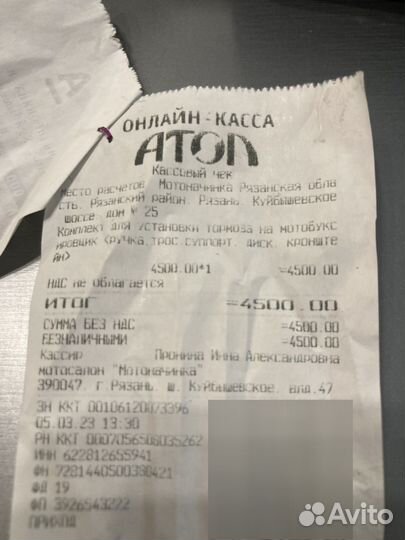 ОНЛАЙН-КАССА
АТОЛ
Кассовый чек
Место расчетов Мотоначинка Рязанская обла
сть, Рязанский район, Рязань, Куйбышевское
шоссе, дом № 25
Комплект для установки тормоза на мотобукс
ировщик <ручка,трос,суппорт, диск, кронште
йн>
4500.00*1 =4500.00
НДС не облагается
ИТОГ =4500.00
СУММА БЕЗ НДС =4500.00
БЕЗНАЛИЧНЫМИ =4500.00
Кассир Пронина Инна Александровна
мотосалон "Мотоначинка"
390047, г.Рязань, ш. Куйбышевское, влд.47
ЗН ККТ 00106120073396
05.03.23 13:30
РН ККТ 0007056508035262
ИНН 622812655941
ФН 7281440500380421
ФД 19
ФП 3926543272
ПРИХОД
Avito